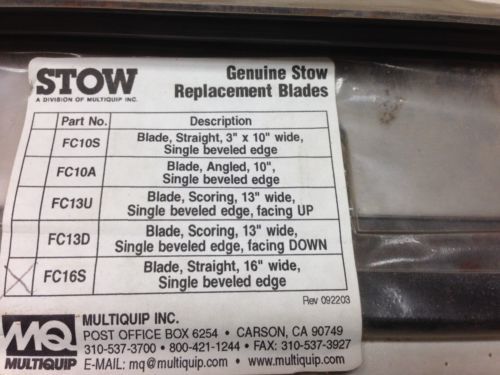 STOW
A DIVISION OF MULTIQUIP INC.
Genuine Stow
Replacement Blades
Part No. Description
FC10S Blade, Straight, 3" x 10" wide,
Single beveled edge
FC10A Blade, Angled, 10",
Single beveled edge
FC13U Blade, Scoring, 13" wide,
Single beveled edge, facing UP
FC13D Blade, Scoring, 13" wide,
Single beveled edge, facing DOWN
FC16S Blade, Straight, 16" wide,
Single beveled edge
Rev 092203
MQ
MULTIQUIP
MULTIQUIP INC.
POST OFFICE BOX 6254 • CARSON, CA 90749
310-537-3700 • 800-421-1244 • FAX: 310-537-3927
E-MAIL: mq@multiquip.com • www.multiquip.com